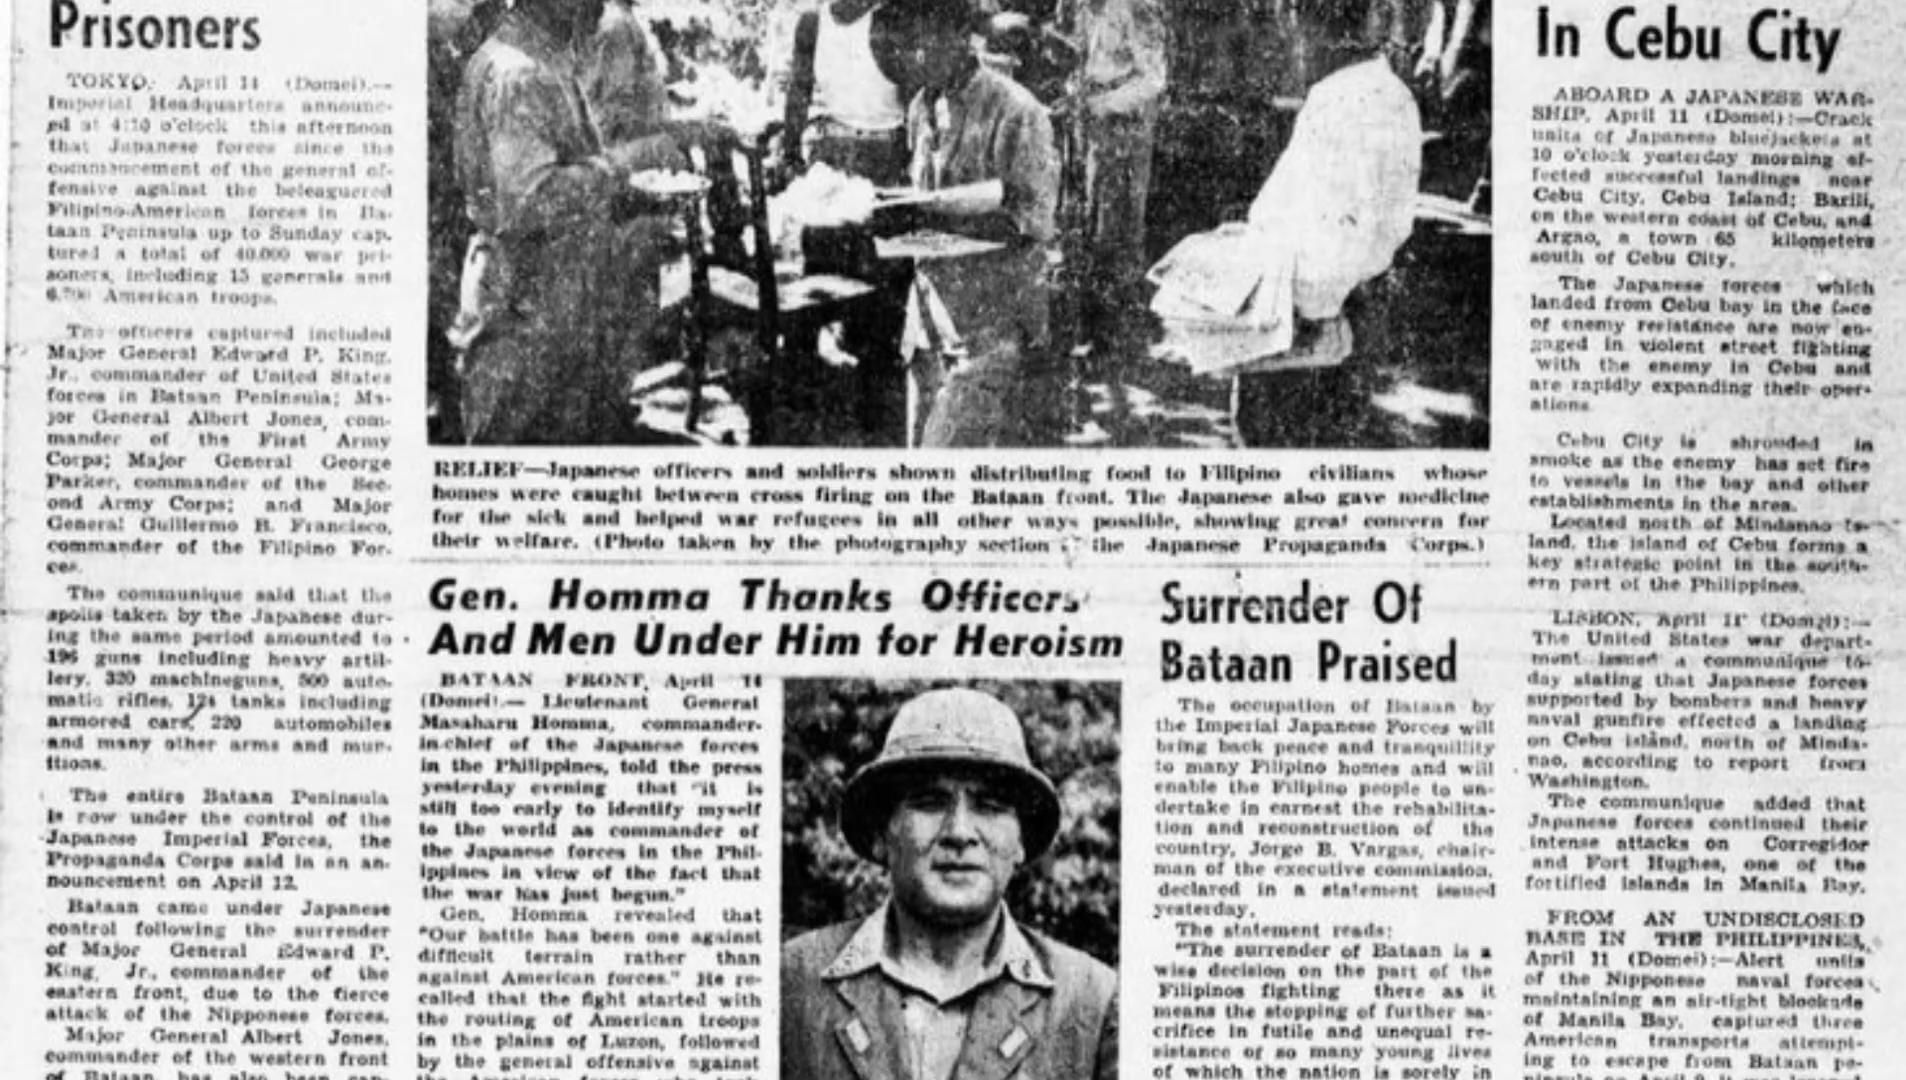 Prisoners
TOKYO, April 14 (Domei).—
Imperial Headquarters announc-
ed at 4:10 o'clock this afternoon
that Japanese forces since the
commencement of the general of-
fensive against the beleaguered
Filipino-American forces in Ba-
taan Peninsula up to Sunday cap-
tured a total of 40,000 war pri-
soners, including 15 generals and
American troops.
The officers captured included
Major General Edward P. King,
Jr., commander of United States
forces in Bataan Peninsula; Ma-
jor General Albert Jones, com-
mander of the First Army
Corps; Major General George
Parker, commander of the Sec-
ond Army Corps; and Major
General Guillermo B. Francisco,
commander of the Filipino For-
ces.
The communique said that the
spoils taken by the Japanese dur-
ing the same period amounted to
196 guns including heavy artil-
lery, 320 machineguns, 500 auto-
matic rifles, tanks including
armored cars, 220 automobiles
and many other arms and mun-
tions.
The entire Bataan Peninsula
is now under the control of the
Japanese Imperial Forces, the
Propaganda Corps said in an an-
nouncement on April 12.
Bataan came under Japanese
control following the surrender
of Major General Edward P.
King, Jr., commander of the
eastern front, due to the fierce
attack of the Nipponese forces.
Major General Albert Jones,
commander of the western front
of Bataan, has also been cap-
RELIEF—Japanese officers and soldiers shown distributing food to Filipino civilians whose
homes were caught between cross firing on the Bataan front. The Japanese also gave medicine
for the sick and helped war refugees in all other ways possible, showing great concern for
their welfare. (Photo taken by the photography section of the Japanese Propaganda Corps.)
Gen. Homma Thanks Officers
And Men Under Him for Heroism
BATAAN FRONT, April 14
(Domei).— Lieutenant General
Masaharu Homma, commander-
in-chief of the Japanese forces
in the Philippines, told the press
yesterday evening that "it is
still too early to identify myself
to the world as commander of
the Japanese forces in the Phil-
ippines in view of the fact that
the war has just begun."
Gen. Homma revealed that
"Our battle has been one against
difficult terrain rather than
against American forces." He re-
called that the fight started with
the routing of American troops
in the plains of Luzon, followed
by the general offensive against
the American forces who
Surrender Of
Bataan Praised
The occupation of Bataan by
the Imperial Japanese Forces will
bring back peace and tranquillity
to many Filipino homes and will
enable the Filipino people to un-
dertake in earnest the rehabilita-
tion and reconstruction of the
country, Jorge B. Vargas, chair-
man of the executive commission,
declared in a statement issued
yesterday.
The statement reads:
"The surrender of Bataan is a
wise decision on the part of the
Filipinos fighting there as it
means the stopping of further sa-
crifice in futile and unequal re-
sistance of so many young lives
of which the nation is sorely in
In Cebu City
ABOARD A JAPANESE WAR-
SHIP, April 11 (Domei):—Crack
units of Japanese bluejackets at
10 o'clock yesterday morning ef-
fected successful landings near
Cebu City, Cebu Island; Barili,
on the western coast of Cebu, and
Argao, a town 65 kilometers
south of Cebu City.
The Japanese forces which
landed from Cebu bay in the face
of enemy resistance are now en-
gaged in violent street fighting
with the enemy in Cebu and
are rapidly expanding their oper-
ations.
Cebu City is shrouded in
smoke as the enemy has set fire
to vessels in the bay and other
establishments in the area.
Located north of Mindanao Is-
land, the island of Cebu forms a
key strategic point in the south-
ern part of the Philippines.
LISBON, April 11 (Domei):—
The United States war depart-
ment issued a communique to-
day stating that Japanese forces
supported by bombers and heavy
naval gunfire effected a landing
on Cebu island, north of Minda-
nao, according to report from
Washington.
The communique added that
Japanese forces continued their
intense attacks on Corregidor
and Fort Hughes, one of the
fortified islands in Manila Bay.
FROM AN UNDISCLOSED
BASE IN THE PHILIPPINES,
April 11 (Domei):—Alert units
of the Nipponese naval forces
maintaining an air-tight blockade
of Manila Bay, captured three
American transports attempt-
ing to escape from Bataan pe-